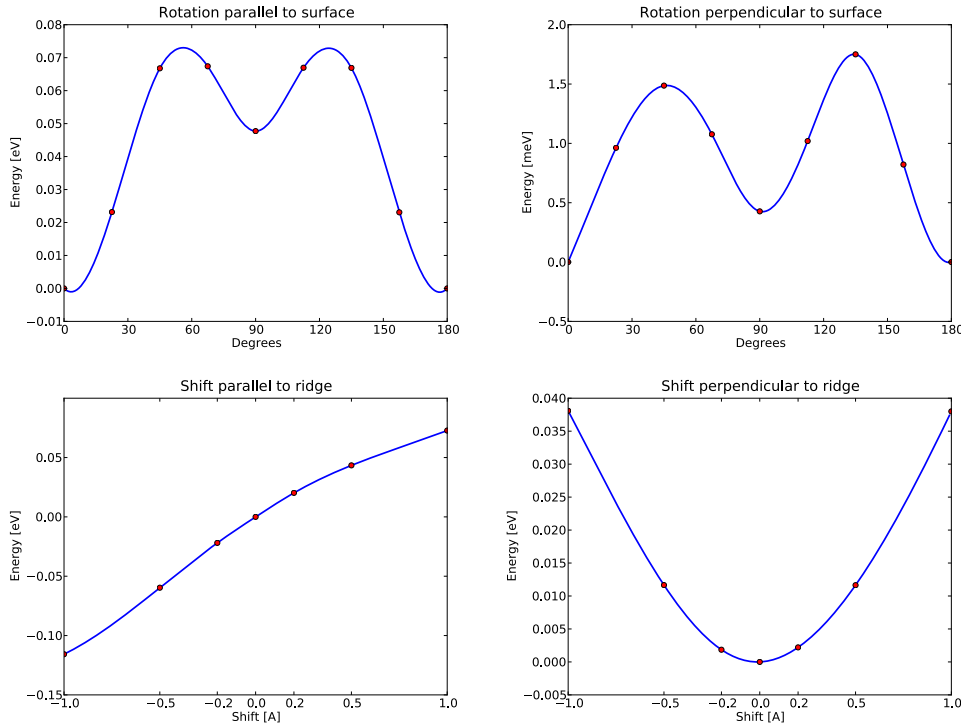 Rotation parallel to surface
0.08
0.07
0.06
0.05
0.04
0.03
0.02
0.01
0.00
−0.01
Energy [eV]
0 30 60 90 120 150 180
Degrees
Rotation perpendicular to surface
2.0
1.5
1.0
0.5
0.0
−0.5
Energy [meV]
0 30 60 90 120 150 180
Degrees
Shift parallel to ridge
0.05
0.00
−0.05
−0.10
−0.15
Energy [eV]
−1.0 −0.5 −0.2 0.0 0.2 0.5 1.0
Shift [A]
Shift perpendicular to ridge
0.040
0.035
0.030
0.025
0.020
0.015
0.010
0.005
0.000
−0.005
Energy [eV]
−1.0 −0.5 −0.2 0.0 0.2 0.5 1.0
Shift [A]